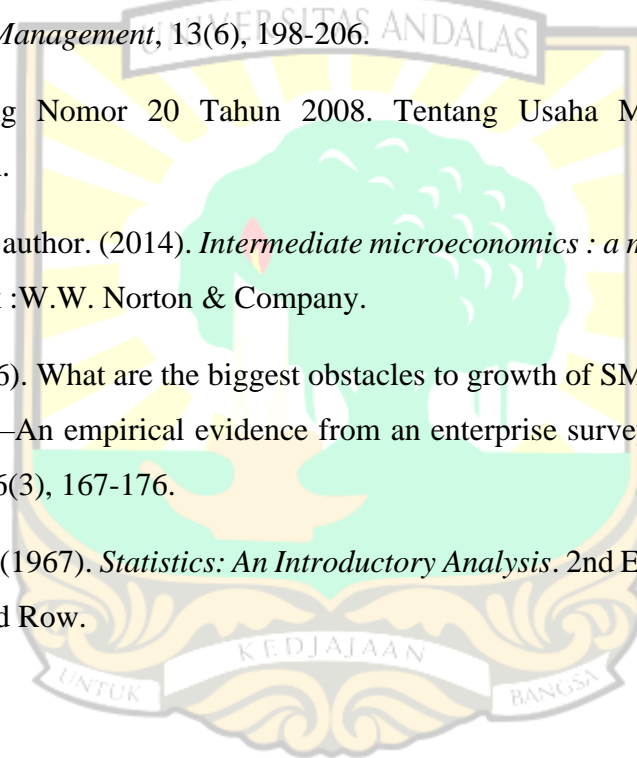 Management, 13(6), 198-206.
UNIVERSITAS ANDALAS
g Nomor 20 Tahun 2008. Tentang Usaha M
author. (2014). Intermediate microeconomics : a
:W.W. Norton & Company.
6). What are the biggest obstacles to growth of SM
–An empirical evidence from an enterprise surve
6(3), 167-176.
(1967). Statistics: An Introductory Analysis. 2nd E
d Row.
KEDJAJAAN
UNTUK
BANGSA